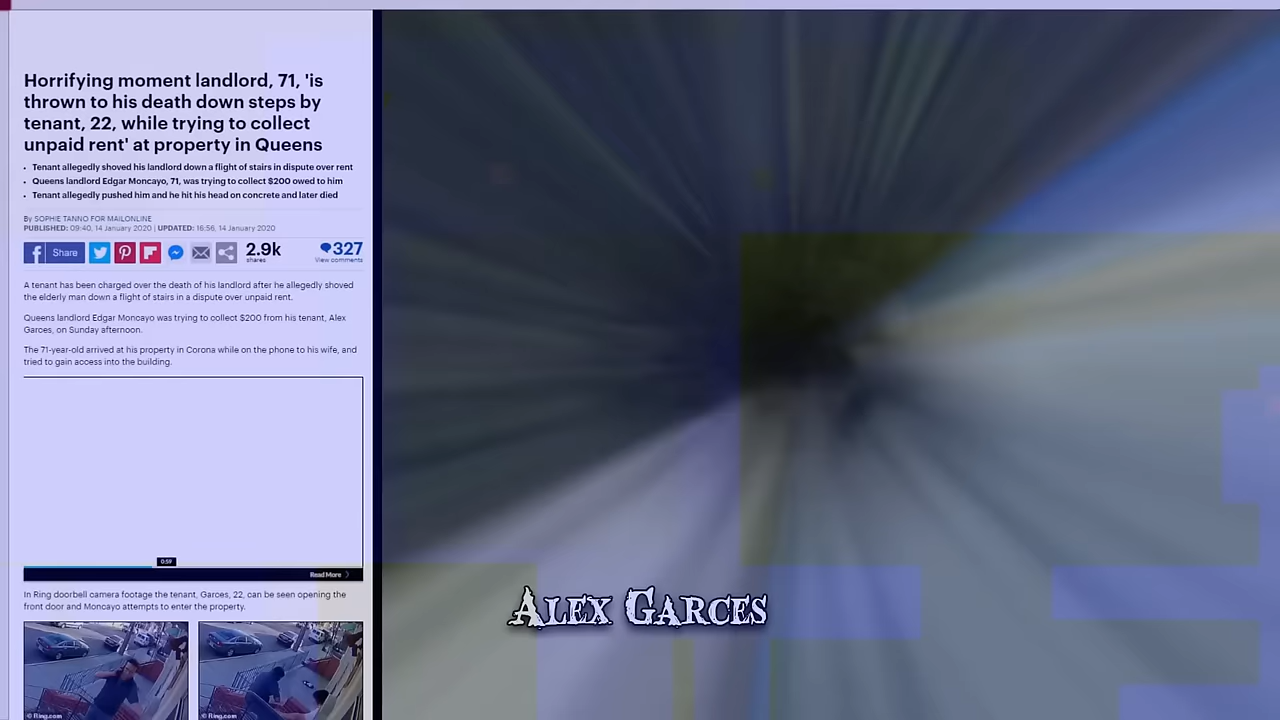 Horrifying moment landlord, 71, 'is
thrown to his death down steps by
tenant, 22, while trying to collect
unpaid rent' at property in Queens
• Tenant allegedly shoved his landlord down a flight of stairs in dispute over rent
• Queens landlord Edgar Moncayo, 71, was trying to collect $200 owed to him
• Tenant allegedly pushed him and he hit his head on concrete and later died
By SOPHIE TANNO FOR MAILONLINE
PUBLISHED: 09:40, 14 January 2020 | UPDATED: 16:56, 14 January 2020
Share
2.9k
shares
327
View comments
A tenant has been charged over the death of his landlord after he allegedly shoved
the elderly man down a flight of stairs in a dispute over unpaid rent.
Queens landlord Edgar Moncayo was trying to collect $200 from his tenant, Alex
Garces, on Sunday afternoon.
The 71-year-old arrived at his property in Corona while on the phone to his wife, and
tried to gain access into the building.
0:59
Read More
In Ring doorbell camera footage the tenant, Garces, 22, can be seen opening the
front door and Moncayo attempts to enter the property.
© Ring.com
© Ring.com
Alex Garces